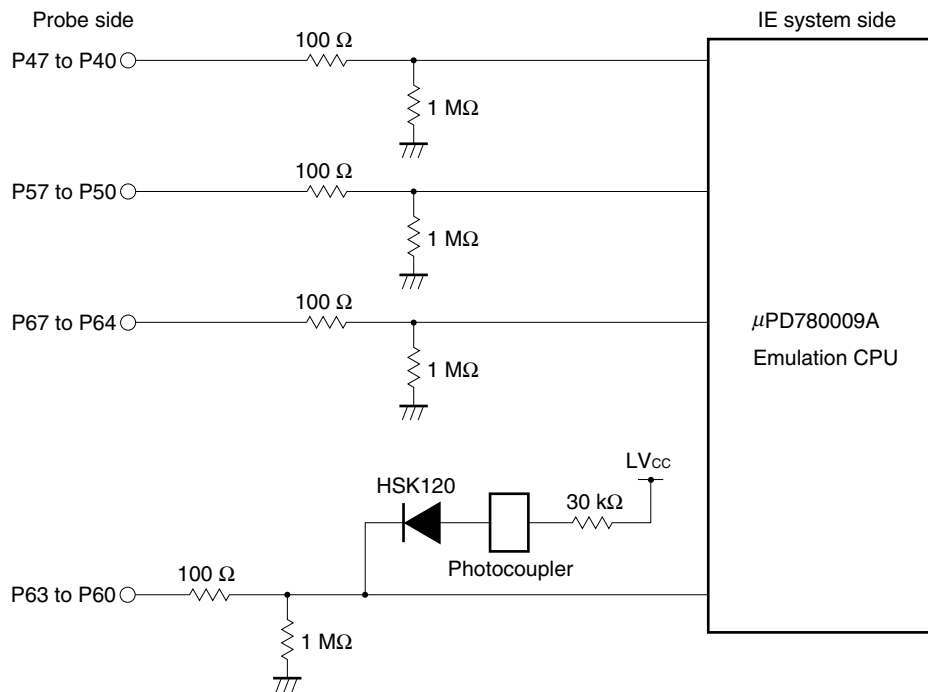 Probe side
IE system side
P47 to P40
100 Ω
1 MΩ
P57 to P50
100 Ω
1 MΩ
P67 to P64
100 Ω
1 MΩ
μPD780009A
Emulation CPU
LVCC
HSK120
30 kΩ
Photocoupler
P63 to P60
100 Ω
1 MΩ